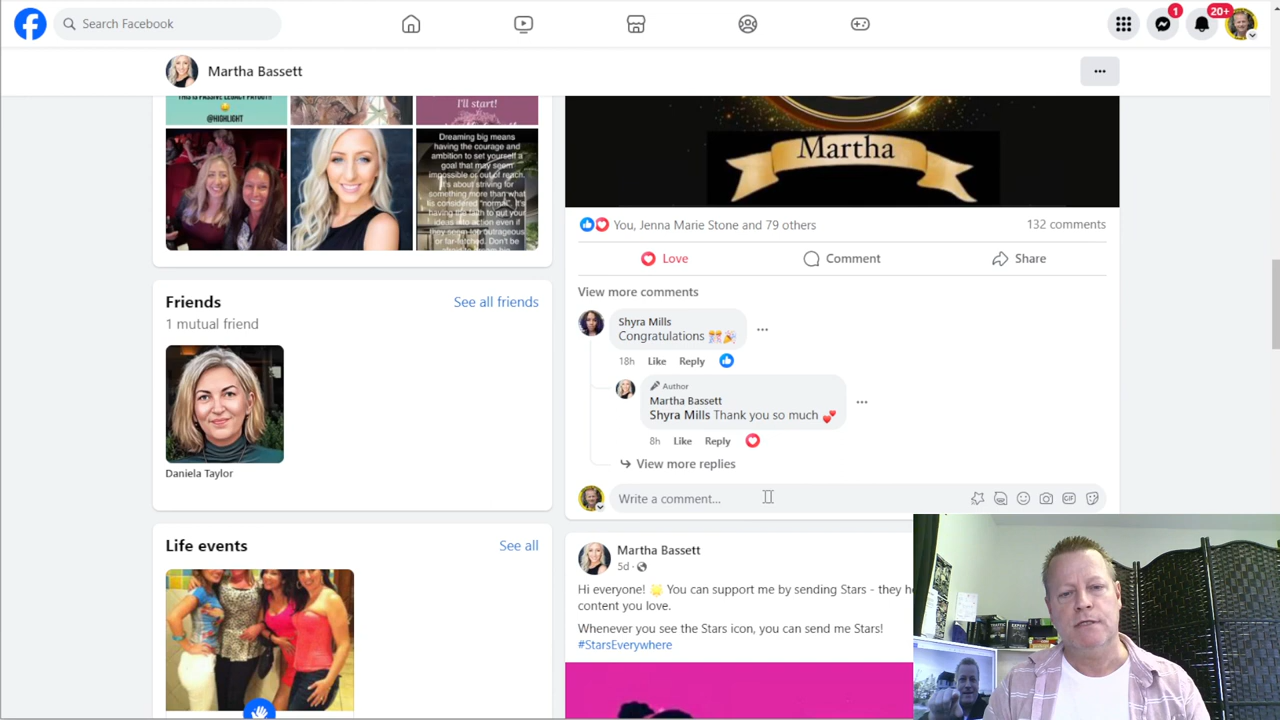 Search Facebook
1
20+
Martha Bassett
THIS IS PASSIVE LEGACY PAYOUT!!
@HIGHLIGHT
I'll start!
Dreaming big means
having the courage and
ambition to set yourself a
goal that may seem
impossible or out of reach.
It's about striving for
something more than what
is considered "normal". It's
having the faith to put your
ideas into action even if
they seem too outrageous
or far-fetched. Don't be
Friends
See all friends
1 mutual friend
Daniela Taylor
Life events
See all
Martha
You, Jenna Marie Stone and 79 others
132 comments
Love
Comment
Share
View more comments
Shyra Mills
Congratulations 🎊🎉
18h Like Reply
Author
Martha Bassett
Shyra Mills Thank you so much 💕
8h Like Reply
View more replies
Write a comment...
GIF
Martha Bassett
5d ·
Hi everyone! 🌟 You can support me by sending Stars - they he
content you love.
Whenever you see the Stars icon, you can send me Stars!
#StarsEverywhere